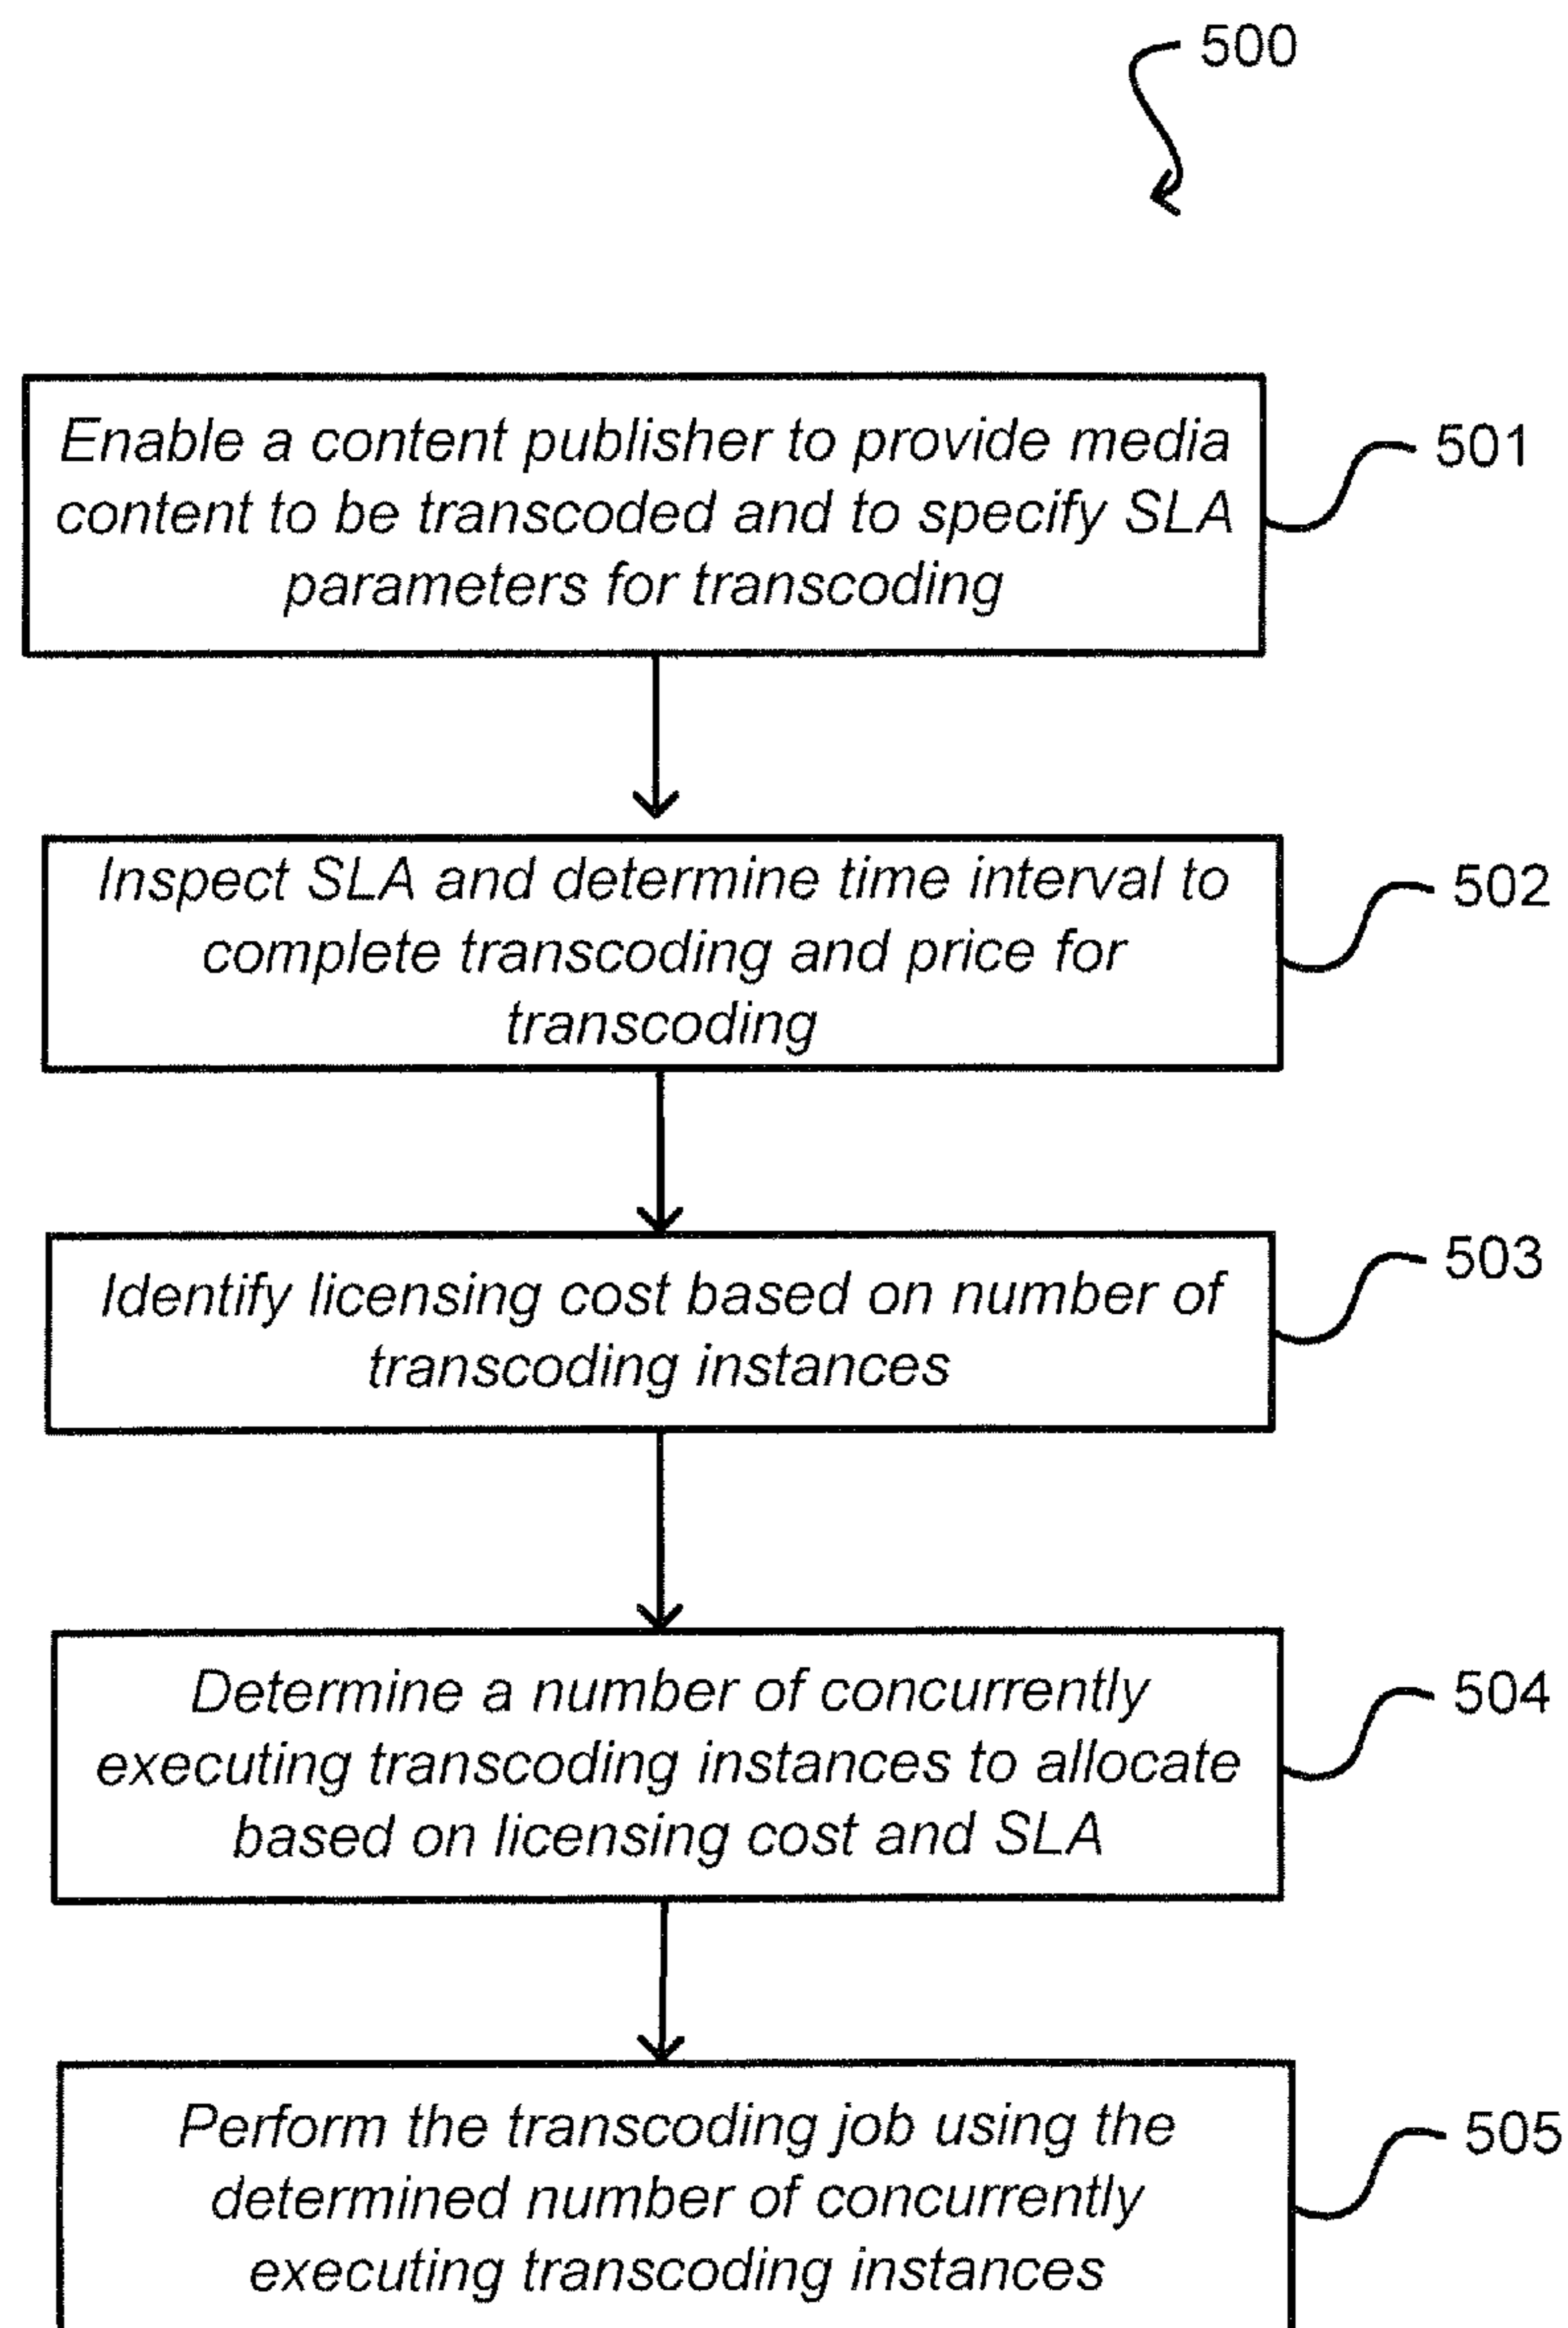 500
Enable a content publisher to provide media
content to be transcoded and to specify SLA
parameters for transcoding
501
Inspect SLA and determine time interval to
complete transcoding and price for
transcoding
502
Identify licensing cost based on number of
transcoding instances
503
Determine a number of concurrently
executing transcoding instances to allocate
based on licensing cost and SLA
504
Perform the transcoding job using the
determined number of concurrently
executing transcoding instances
505